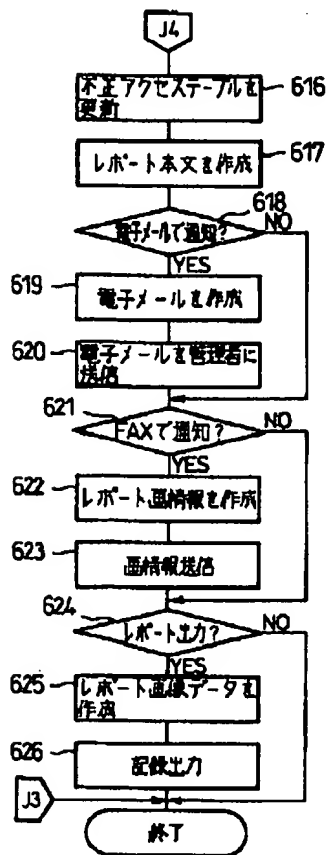 J4
不正アクセステーブルを
更新
616
レポート本文を作成
617
618
電子メールで通知?
NO
YES
619
電子メールを作成
620
電子メールを管理者に
送信
621
FAXで通知?
NO
YES
622
レポート画情報を作成
623
画情報送信
624
レポート出力?
NO
YES
625
レポート画像データを
作成
626
記録出力
J3
終了